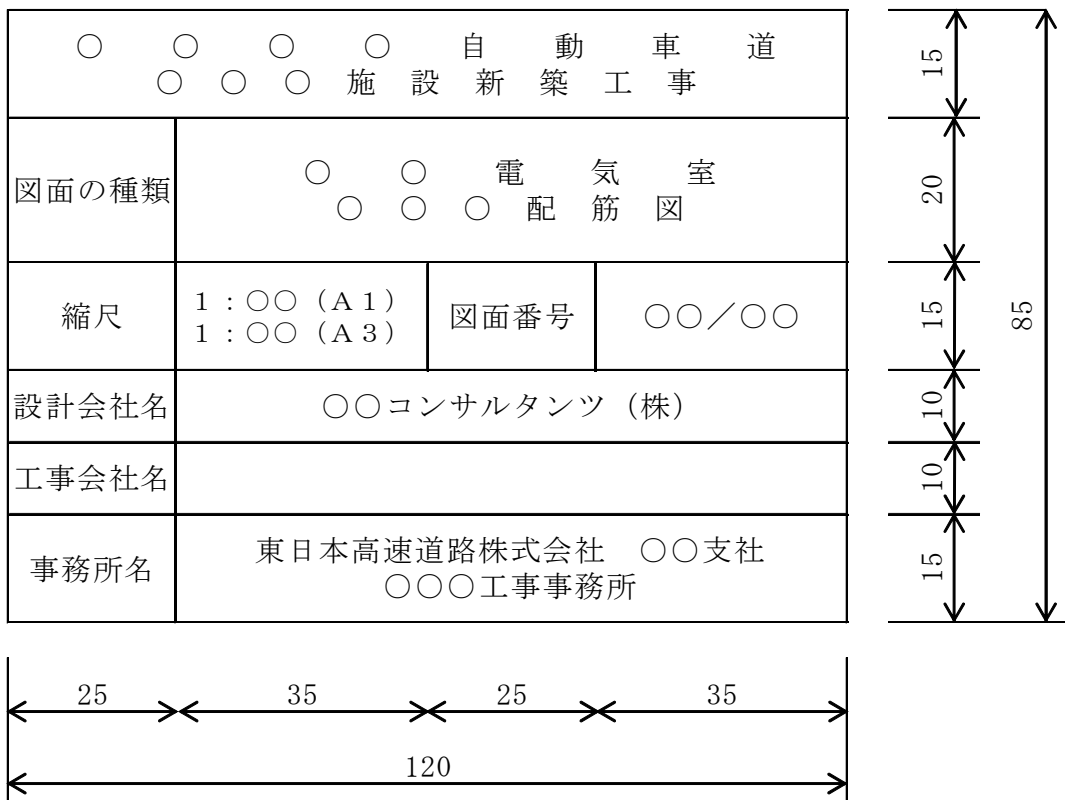 ○ ○ ○ ○ 自 動 車 道
○ ○ ○ 施 設 新 築 工 事
図面の種類
○ ○ 電 気 室
○ ○ ○ 配 筋 図
縮尺
1:○○(A1)
1:○○(A3)
図面番号
○○/○○
設計会社名
○○コンサルタンツ(株)
工事会社名
事務所名
東日本高速道路株式会社 ○○支社
○○○工事事務所
15
20
15
10
10
15
85
25 35 25 35
120